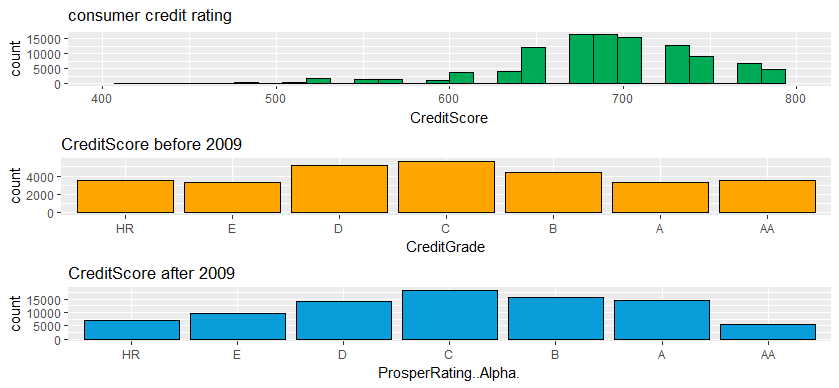 consumer credit rating
count
15000
10000
5000
0
400 500 600 700 800
CreditScore
CreditScore before 2009
count
4000
2000
0
HR E D C B A AA
CreditGrade
CreditScore after 2009
count
15000
10000
5000
0
HR E D C B A AA
ProsperRating..Alpha.